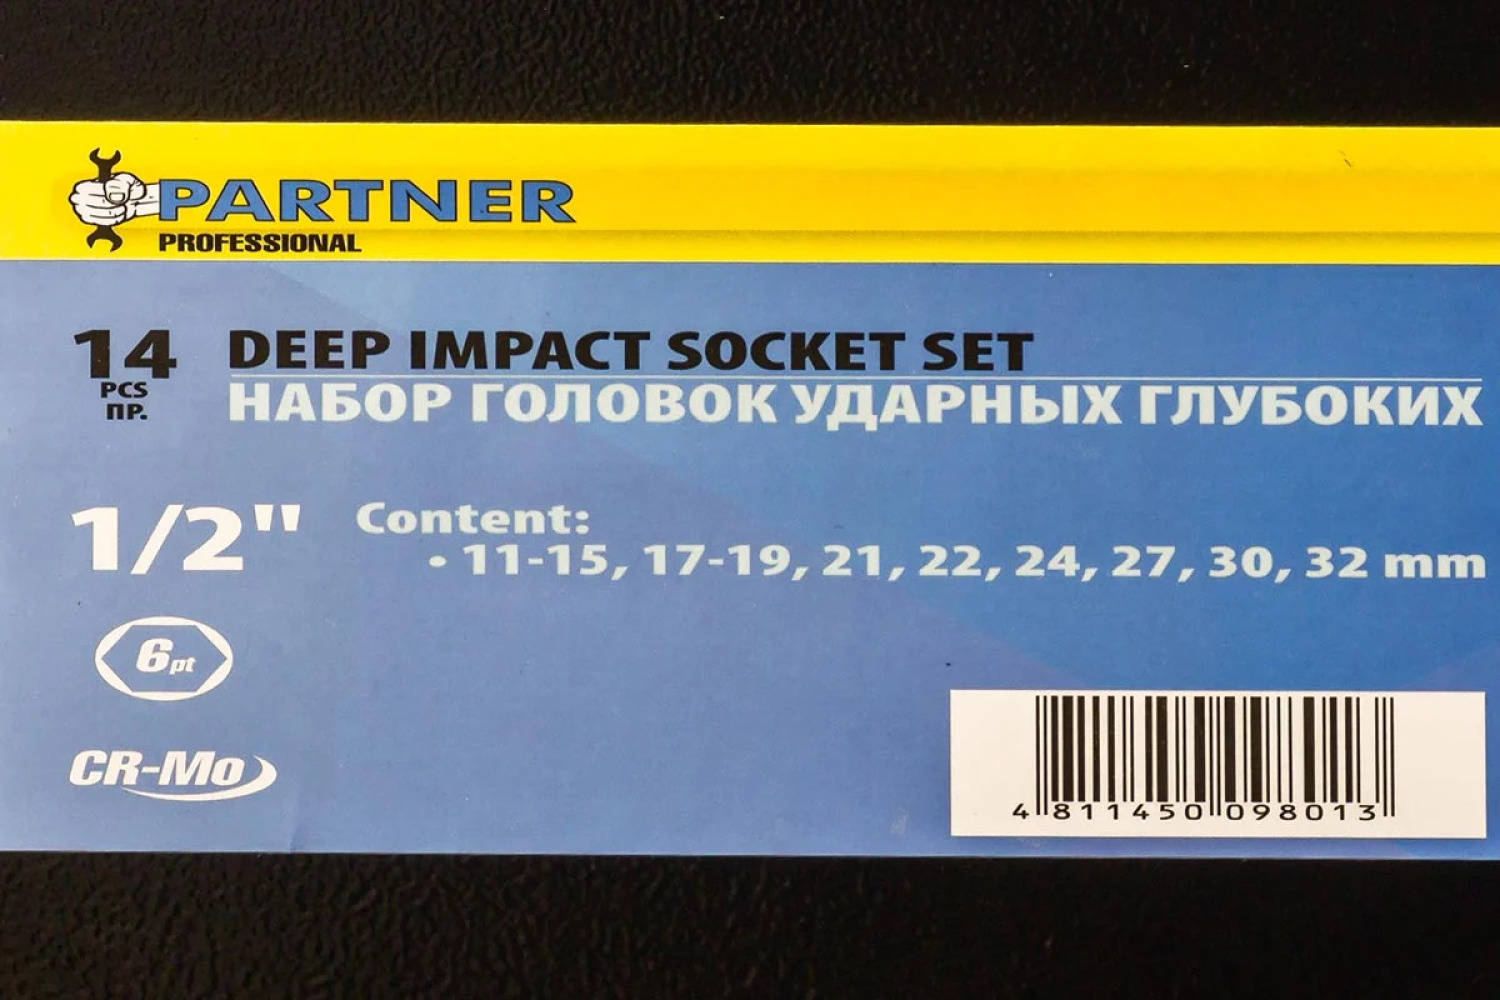 PARTNER
PROFESSIONAL
14
PCS
ПР.
DEEP IMPACT SOCKET SET
НАБОР ГОЛОВОК УДАРНЫХ ГЛУБОКИХ
1/2"
Content:
• 11-15, 17-19, 21, 22, 24, 27, 30, 32 mm
6pt
CR-Mo
4 811450 098013